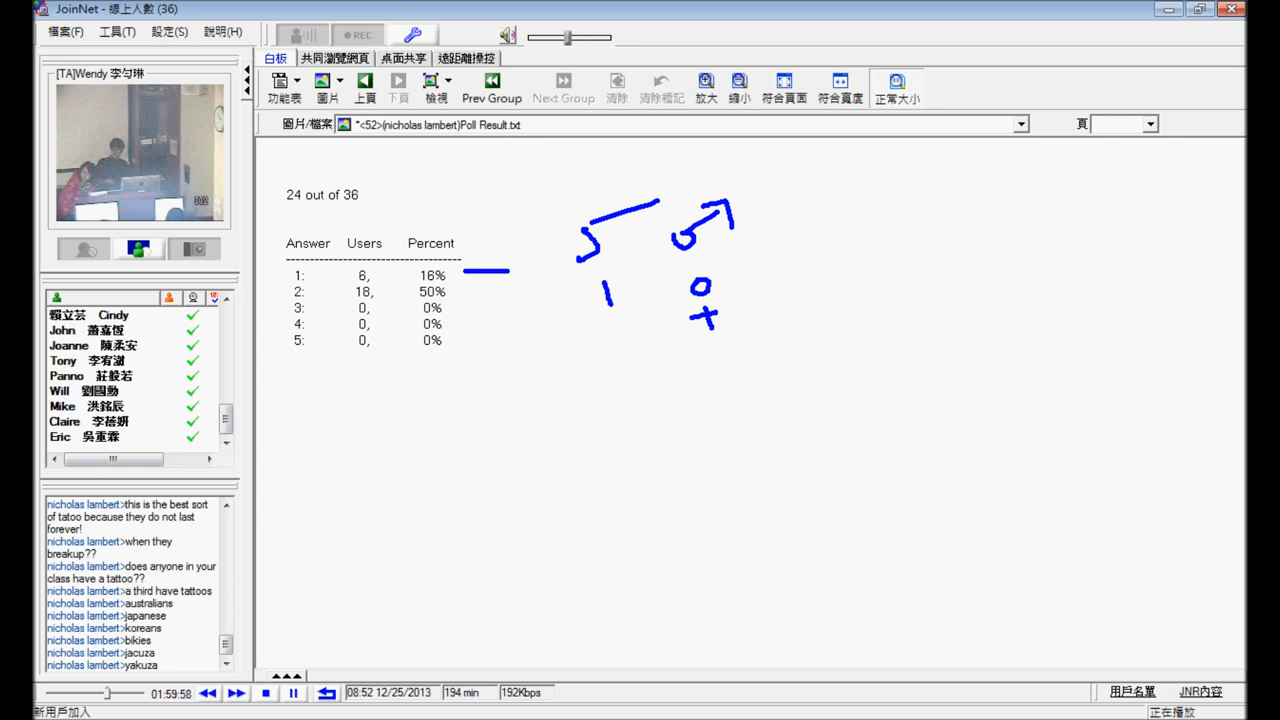 JoinNet - 線上人數 (36)
檔案(F) 工具(T) 設定(S) 說明(H)
REC
[TA]Wendy 李勻琳
白板 共同瀏覽網頁 桌面共享 遠距離操控
功能表 圖片 上頁 下頁 檢視 Prev Group Next Group 清除 清除標記 放大 縮小 符合頁面 符合寬度 正常大小
圖片/檔案 *<52>(nicholas lambert)Poll Result.txt 頁
24 out of 36
Answer Users Percent
-----------------------------------
1: 6, 16%
2: 18, 50%
3: 0, 0%
4: 0, 0%
5: 0, 0%
5 ♂
1 ♀
賴立芸 Cindy
John 蕭嘉恆
Joanne 陳柔安
Tony 李宥澍
Panno 莊般若
Will 劉國勳
Mike 洪銘辰
Claire 李蓓妍
Eric 吳重霖
nicholas lambert>this is the best sort
of tatoo because they do not last
forever!
nicholas lambert>when they
breakup??
nicholas lambert>does anyone in your
class have a tattoo??
nicholas lambert>a third have tattoos
nicholas lambert>australians
nicholas lambert>japanese
nicholas lambert>koreans
nicholas lambert>bikies
nicholas lambert>jacuza
nicholas lambert>yakuza
01:59:58 08:52 12/25/2013 194 min 192Kbps 用戶名單 JNR內容
新用戶加入 正在播放